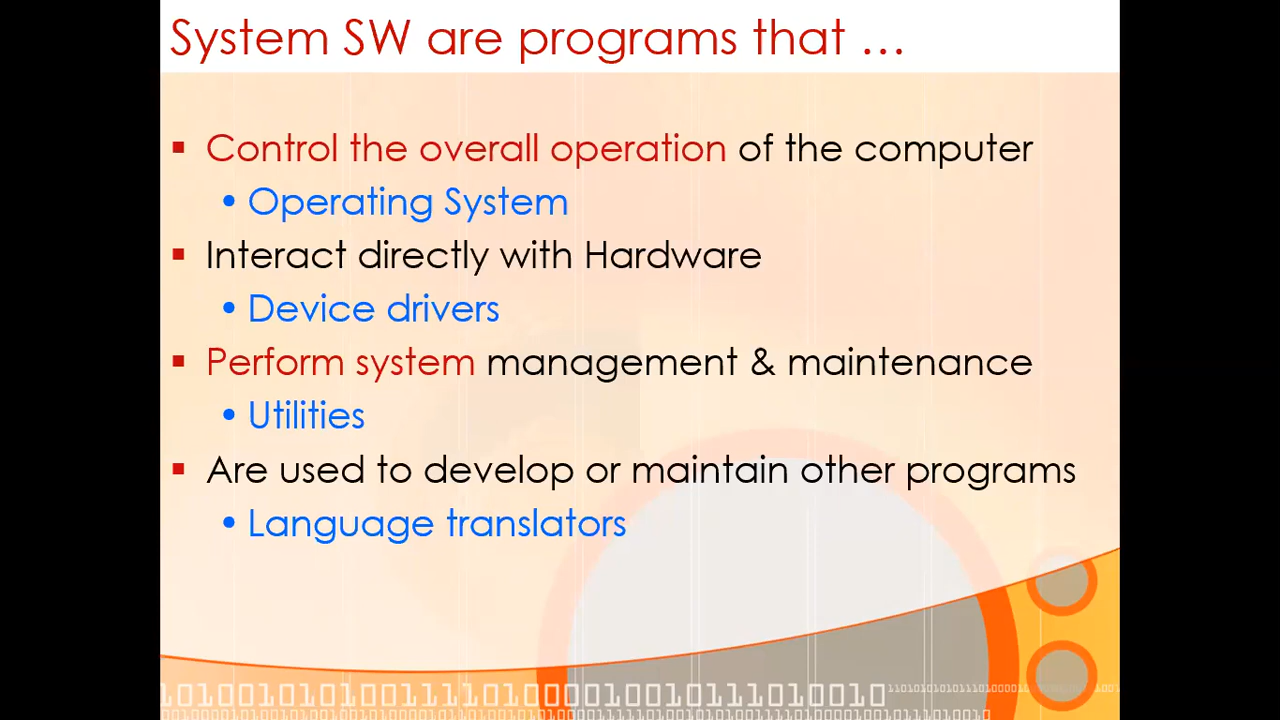 System SW are programs that …
▪ Control the overall operation of the computer
• Operating System
▪ Interact directly with Hardware
• Device drivers
▪ Perform system management & maintenance
• Utilities
▪ Are used to develop or maintain other programs
• Language translators